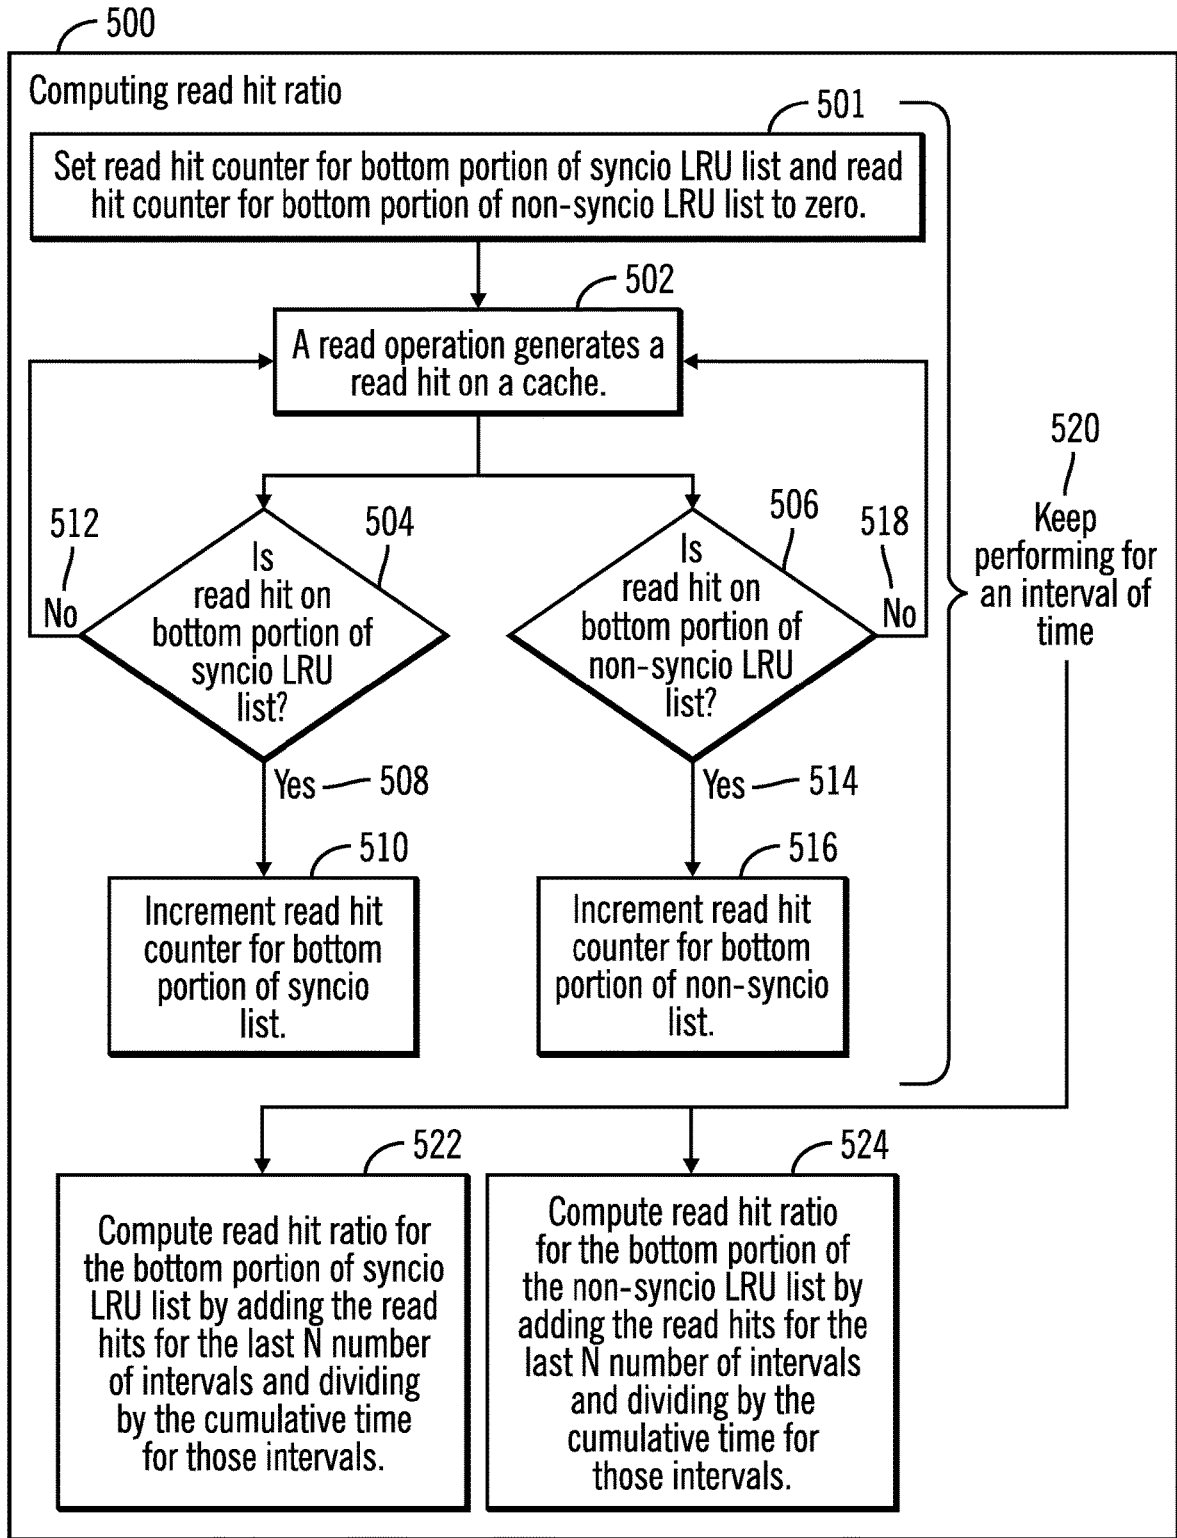 500
Computing read hit ratio
501
Set read hit counter for bottom portion of syncio LRU list and read
hit counter for bottom portion of non-syncio LRU list to zero.
502
A read operation generates a
read hit on a cache.
520
Keep
performing for
an interval of
time
512
No
504
Is
read hit on
bottom portion of
syncio LRU
list?
506
Is
read hit on
bottom portion of
non-syncio LRU
list?
518
No
Yes
508
Yes
514
510
Increment read hit
counter for bottom
portion of syncio
list.
516
Increment read hit
counter for bottom
portion of non-syncio
list.
522
Compute read hit ratio for
the bottom portion of syncio
LRU list by adding the read
hits for the last N number
of intervals and dividing
by the cumulative time
for those intervals.
524
Compute read hit ratio
for the bottom portion of
the non-syncio LRU list by
adding the read hits for the
last N number of intervals
and dividing by the
cumulative time for
those intervals.